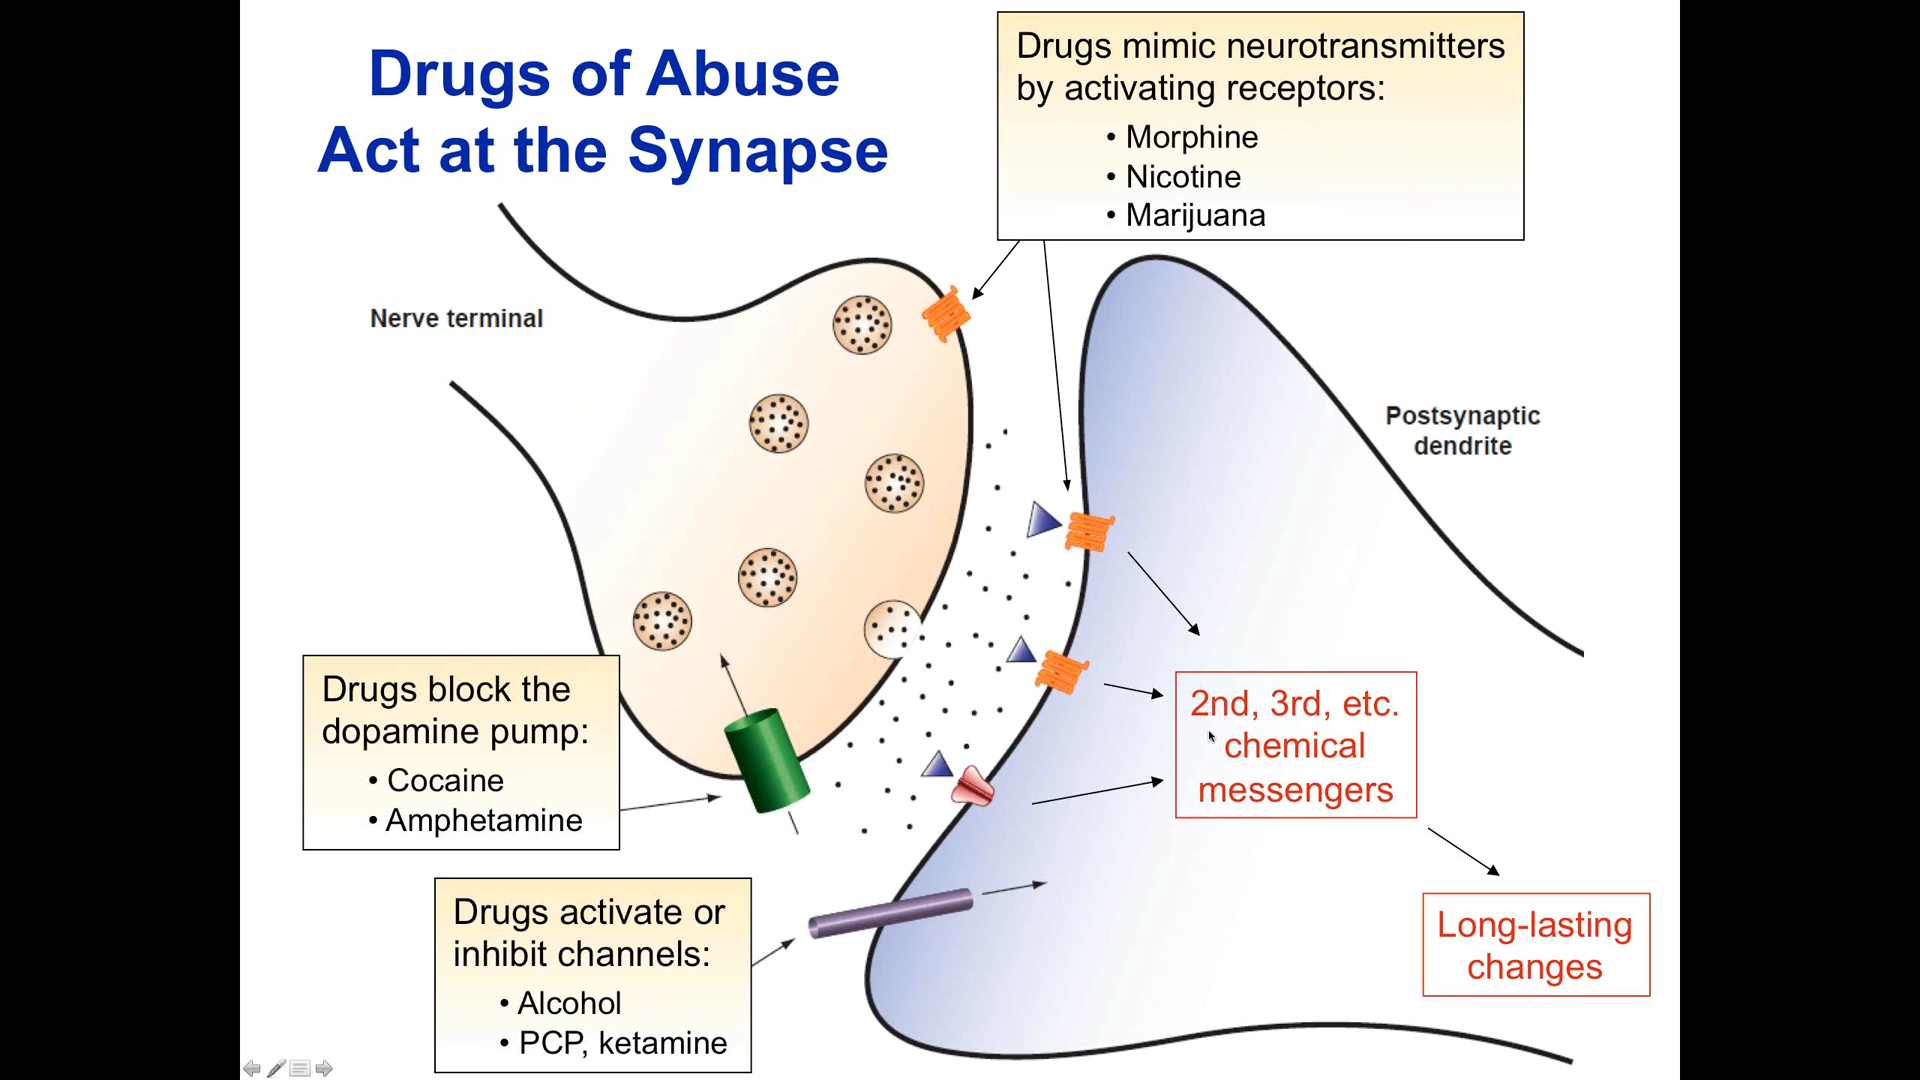 Drugs of Abuse
Act at the Synapse
Drugs mimic neurotransmitters
by activating receptors:
• Morphine
• Nicotine
• Marijuana
Nerve terminal
Postsynaptic
dendrite
Drugs block the
dopamine pump:
• Cocaine
• Amphetamine
2nd, 3rd, etc.
chemical
messengers
Drugs activate or
inhibit channels:
• Alcohol
• PCP, ketamine
Long-lasting
changes